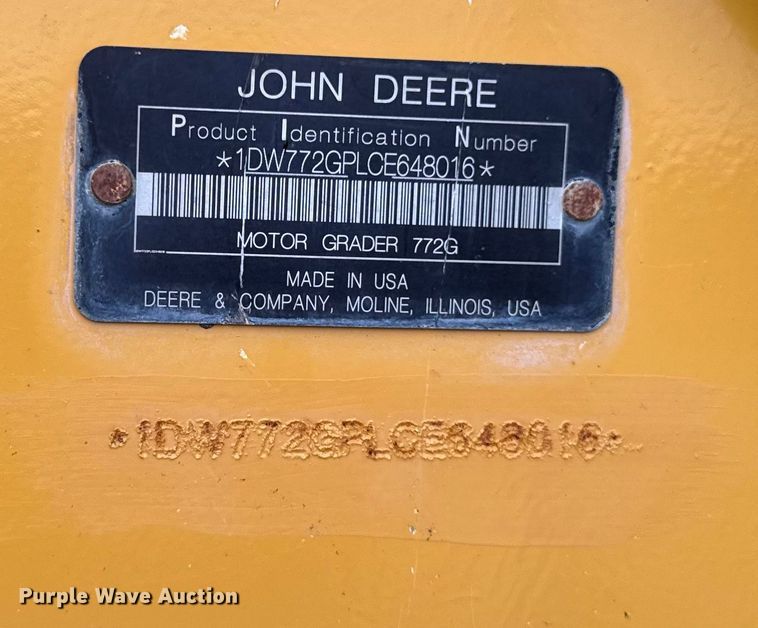 JOHN DEERE
Product Identification Number
*1DW772GPLCE648016*
MOTOR GRADER 772G
MADE IN USA
DEERE & COMPANY, MOLINE, ILLINOIS, USA
*1DW772GPLCE648016*
Purple Wave Auction